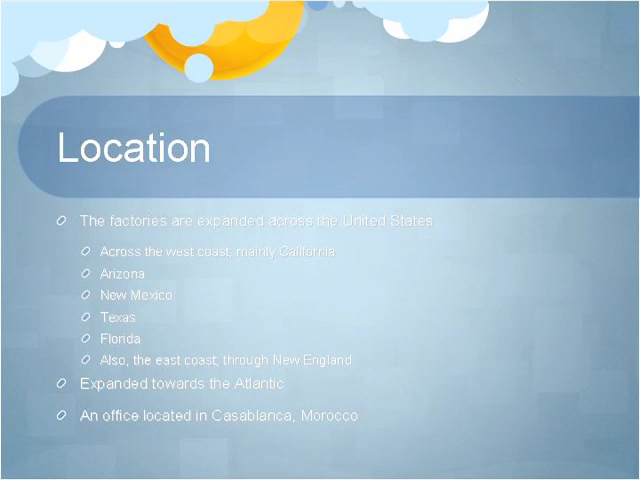 Location
The factories are expanded across the United States
Across the west coast; mainly California
Arizona
New Mexico
Texas
Florida
Also, the east coast; through New England
Expanded towards the Atlantic
An office located in Casablanca, Morocco